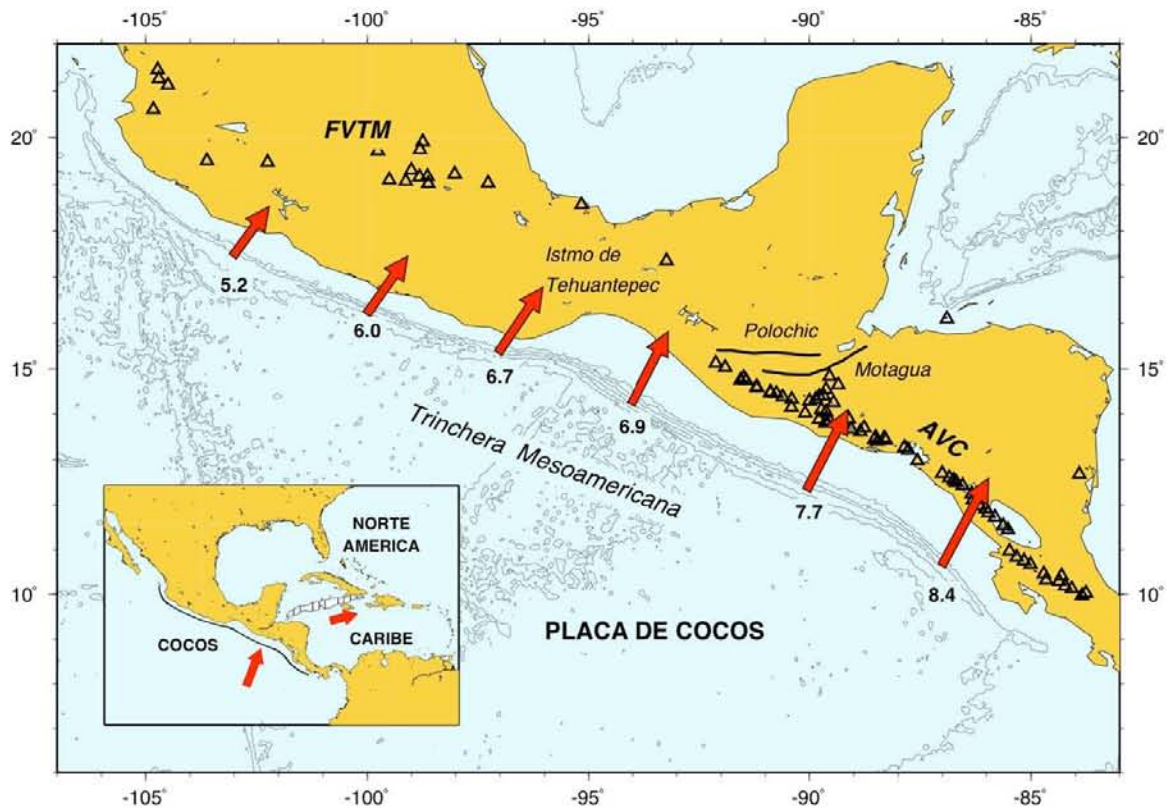 -105° -100° -95° -90° -85°
20° 20°
FVTM
Istmo de
Tehuantepec
5.2
6.0
Polochic
15° 15°
6.7
Motagua
6.9
Trinchera Mesoamericana
AVC
7.7
NORTE
AMERICA
8.4
10° 10°
PLACA DE COCOS
CARIBE
COCOS
-105° -100° -95° -90° -85°